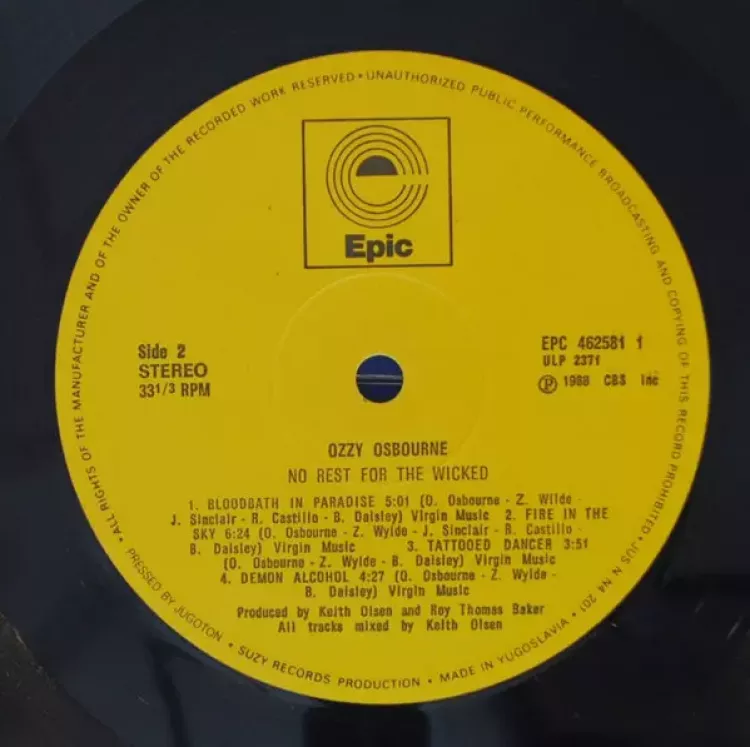 • ALL RIGHTS OF THE MANUFACTURER AND OF THE OWNER OF THE RECORDED WORK RESERVED • UNAUTHORIZED PUBLIC PERFORMANCE BROADCASTING AND COPYING OF THIS RECORD PROHIBITED • JUS N N4 201
Epic
Side 2
STEREO
33 1/3 RPM
EPC 462581 1
ULP 2371
Ⓟ 1988 CBS Inc
OZZY OSBOURNE
NO REST FOR THE WICKED
1. BLOODBATH IN PARADISE 5:01 (O. Osbourne - Z. Wilde -
J. Sinclair - R. Castillo - B. Daisley) Virgin Music 2. FIRE IN THE
SKY 6:24 (O. Osbourne - Z. Wylde - J. Sinclair - R. Castillo -
B. Daisley) Virgin Music 3. TATTOOED DANCER 3:51
(O. Osbourne - Z. Wylde - B. Daisley) Virgin Music
4. DEMON ALCOHOL 4:27 (O. Osbourne - Z. Wylde -
B. Daisley) Virgin Music
Produced by Keith Olsen and Roy Thomas Baker
All tracks mixed by Keith Olsen
• PRESSED BY JUGOTON • SUZY RECORDS PRODUCTION • MADE IN YUGOSLAVIA •